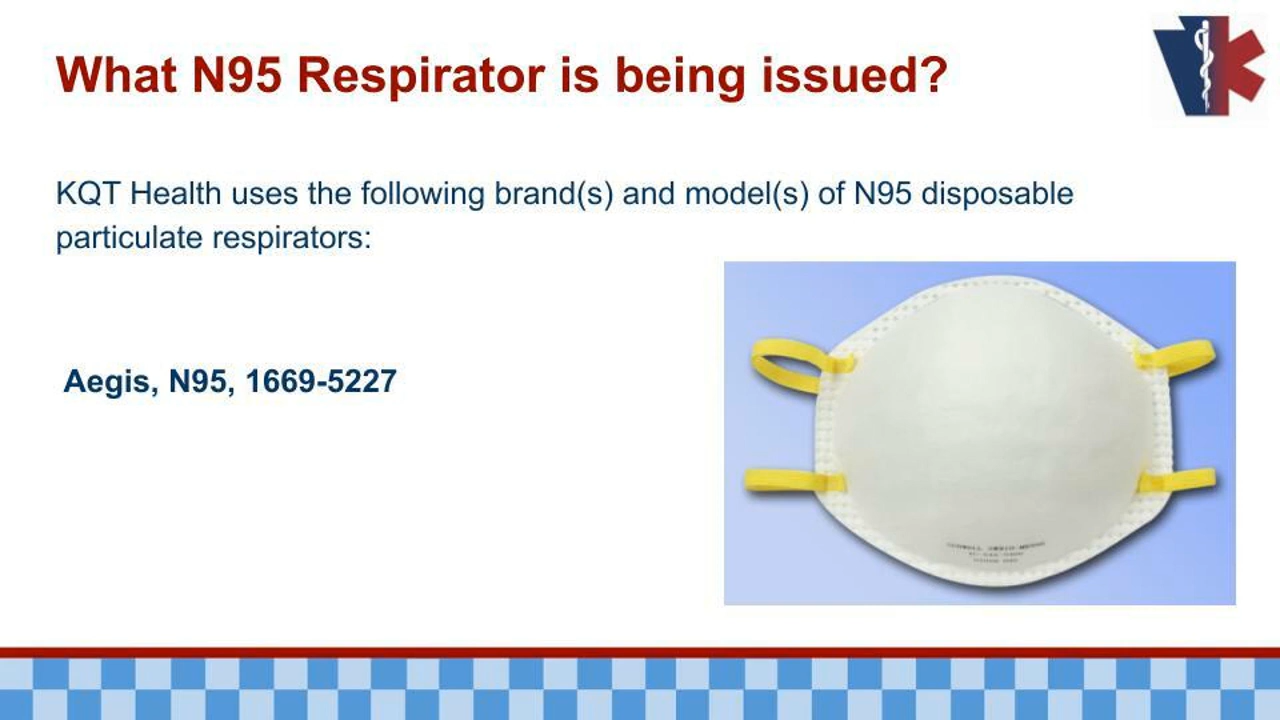 What N95 Respirator is being issued?
KQT Health uses the following brand(s) and model(s) of N95 disposable
particulate respirators:
Aegis, N95, 1669-5227